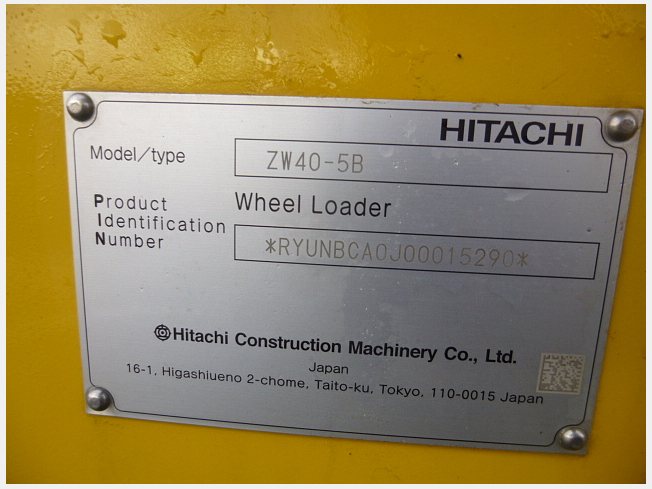 HITACHI
Model/type ZW40-5B
Product Wheel Loader
Identification
Number *RYUNBCA0J00015290*
Hitachi Construction Machinery Co., Ltd.
Japan
16-1, Higashiueno 2-chome, Taito-ku, Tokyo, 110-0015 Japan